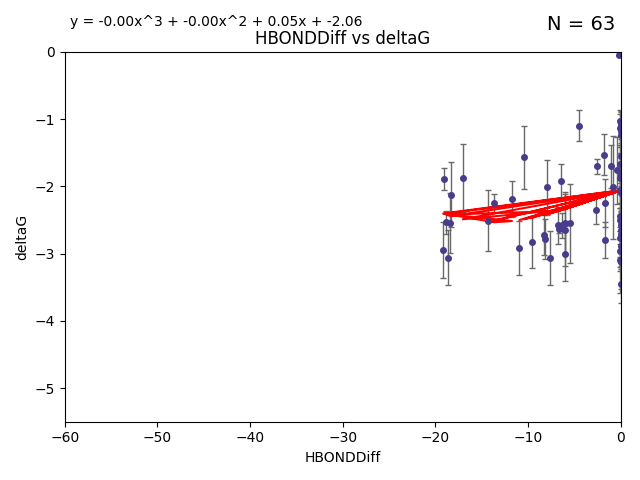 y = -0.00x^3 + -0.00x^2 + 0.05x + -2.06
N = 63
HBONDDiff vs deltaG
0
−1
−2
−3
−4
−5
deltaG
−60 −50 −40 −30 −20 −10 0
HBONDDiff